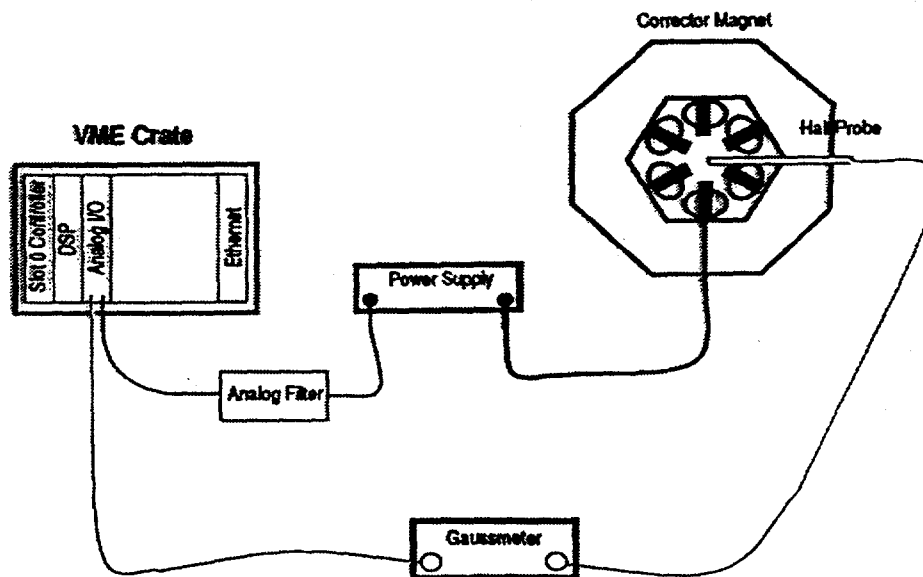 Corrector Magnet
Hall Probe
VME Crate
Slot 0 Controller
DSP
Analog I/O
Ethernet
Power Supply
Analog Filter
Gaussmeter